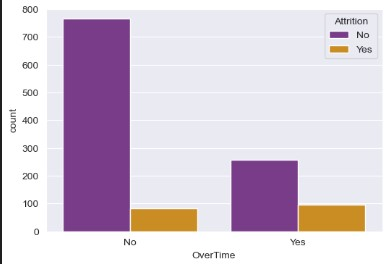 800
700
600
500
400
300
200
100
0
count
No
Yes
OverTime
Attrition
No
Yes